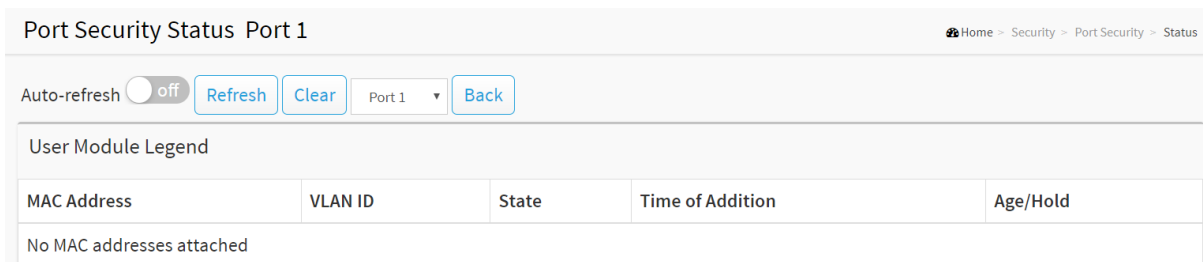 Port Security Status Port 1
Home > Security > Port Security > Status
Auto-refresh off Refresh Clear Port 1 Back
User Module Legend
MAC Address VLAN ID State Time of Addition Age/Hold
No MAC addresses attached